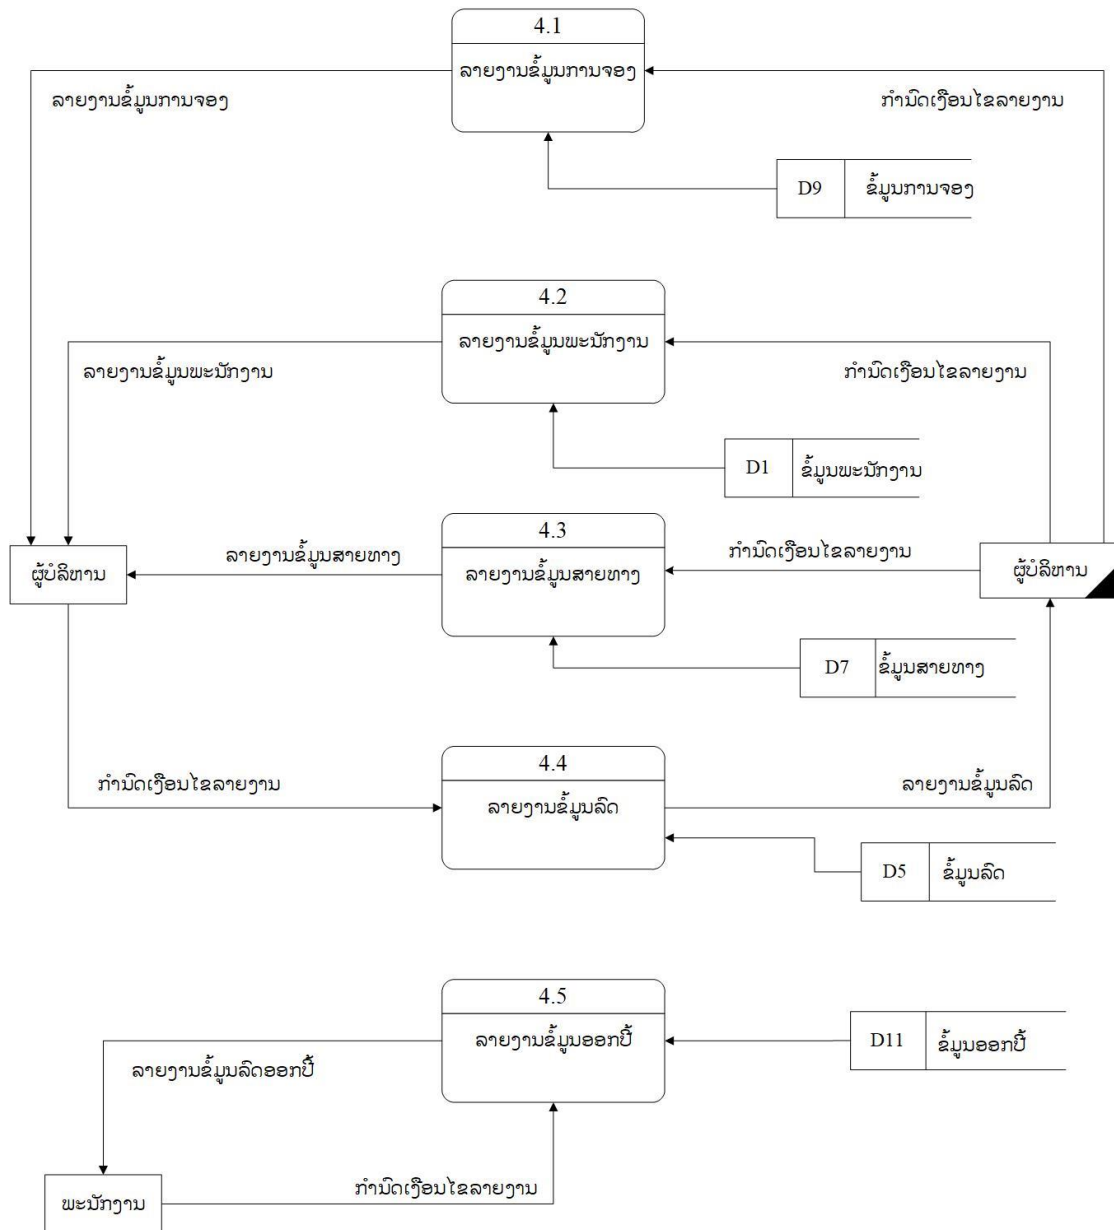 4.1
ລາຍງານຂໍ້ມູນການຈອງ
ລາຍງານຂໍ້ມູນການຈອງ
ກຳນົດເງືອນໄຂລາຍງານ
D9
ຂໍ້ມູນການຈອງ
4.2
ລາຍງານຂໍ້ມູນພະນັກງານ
ລາຍງານຂໍ້ມູນພະນັກງານ
ກຳນົດເງືອນໄຂລາຍງານ
D1
ຂໍ້ມູນພະນັກງານ
4.3
ລາຍງານຂໍ້ມູນສາຍທາງ
ລາຍງານຂໍ້ມູນສາຍທາງ
ກຳນົດເງືອນໄຂລາຍງານ
ຜູ້ບໍລິຫານ
ຜູ້ບໍລິຫານ
D7
ຂໍ້ມູນສາຍທາງ
4.4
ກຳນົດເງືອນໄຂລາຍງານ
ລາຍງານຂໍ້ມູນລົດ
ລາຍງານຂໍ້ມູນລົດ
D5
ຂໍ້ມູນລົດ
4.5
ລາຍງານຂໍ້ມູນອອກປີ້
D11
ຂໍ້ມູນອອກປີ້
ລາຍງານຂໍ້ມູນລົດອອກປີ້
ພະນັກງານ
ກຳນົດເງືອນໄຂລາຍງານ